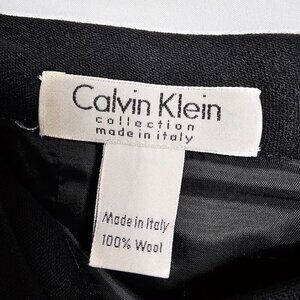 Calvin Klein
collection
made in italy
Made in Italy
100% Wool